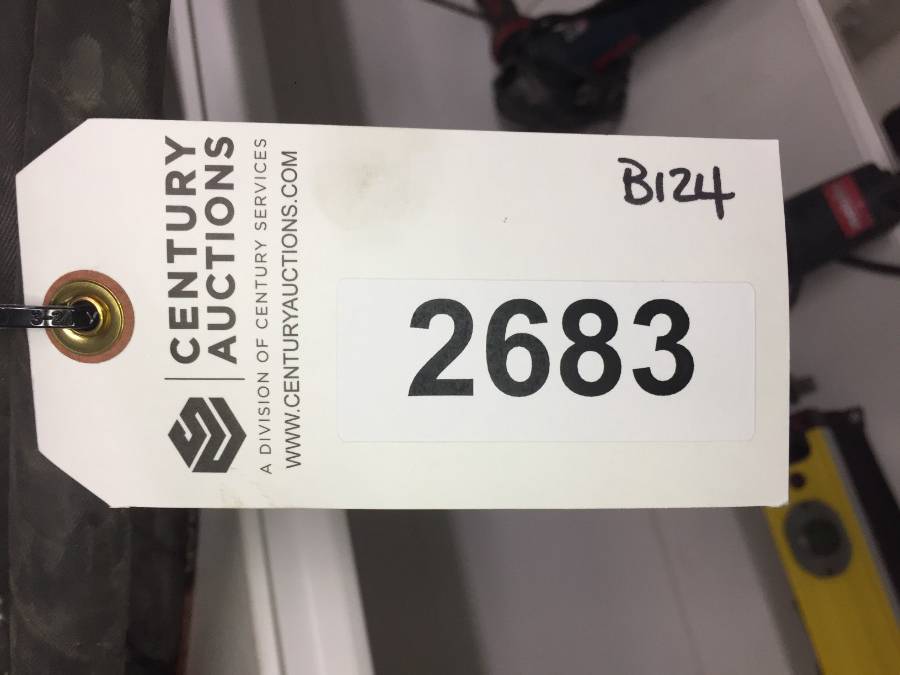 CENTURY
AUCTIONS
A DIVISION OF CENTURY SERVICES
WWW.CENTURYAUCTIONS.COM
B124
2683